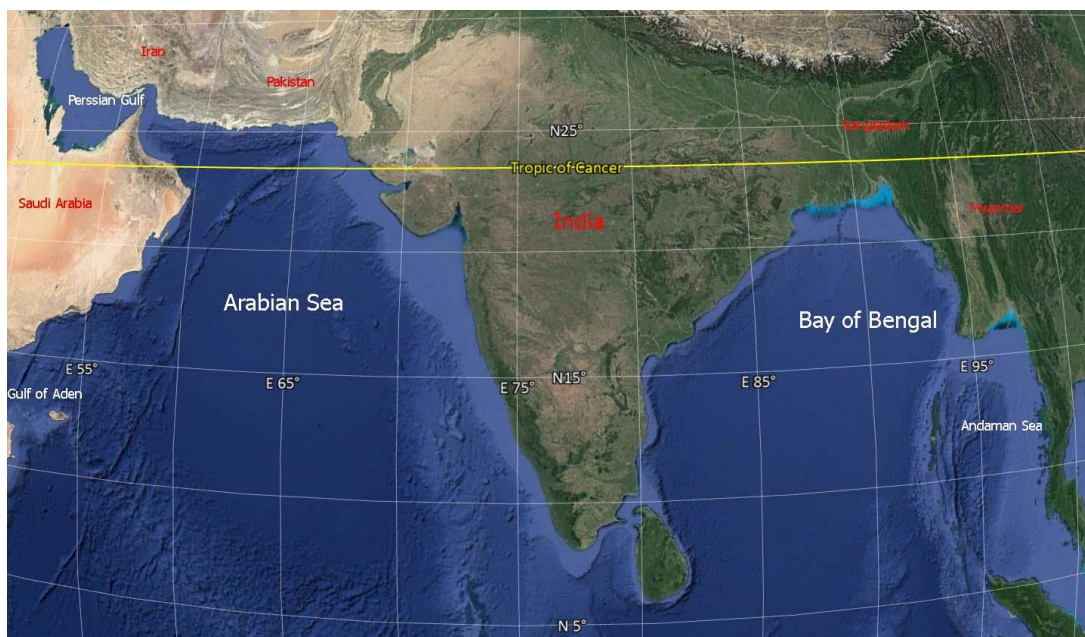 Iran
Pakistan
Perssian Gulf
Bangladesh
N25°
Tropic of Cancer
Saudi Arabia
India
Myanmar
Arabian Sea
Bay of Bengal
E 55°
E 65°
E 75°
N15°
E 85°
E 95°
Gulf of Aden
Andaman Sea
N 5°